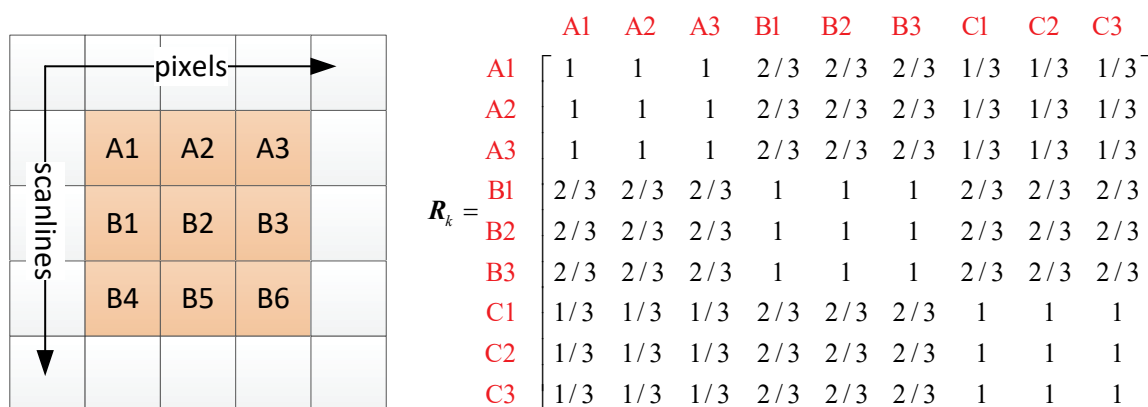 pixels
scanlines
A1 A2 A3
B1 B2 B3
B4 B5 B6
A1 A2 A3 B1 B2 B3 C1 C2 C3
A1 1 1 1 2/3 2/3 2/3 1/3 1/3 1/3
A2 1 1 1 2/3 2/3 2/3 1/3 1/3 1/3
A3 1 1 1 2/3 2/3 2/3 1/3 1/3 1/3
R_k =
B1 2/3 2/3 2/3 1 1 1 2/3 2/3 2/3
B2 2/3 2/3 2/3 1 1 1 2/3 2/3 2/3
B3 2/3 2/3 2/3 1 1 1 2/3 2/3 2/3
C1 1/3 1/3 1/3 2/3 2/3 2/3 1 1 1
C2 1/3 1/3 1/3 2/3 2/3 2/3 1 1 1
C3 1/3 1/3 1/3 2/3 2/3 2/3 1 1 1